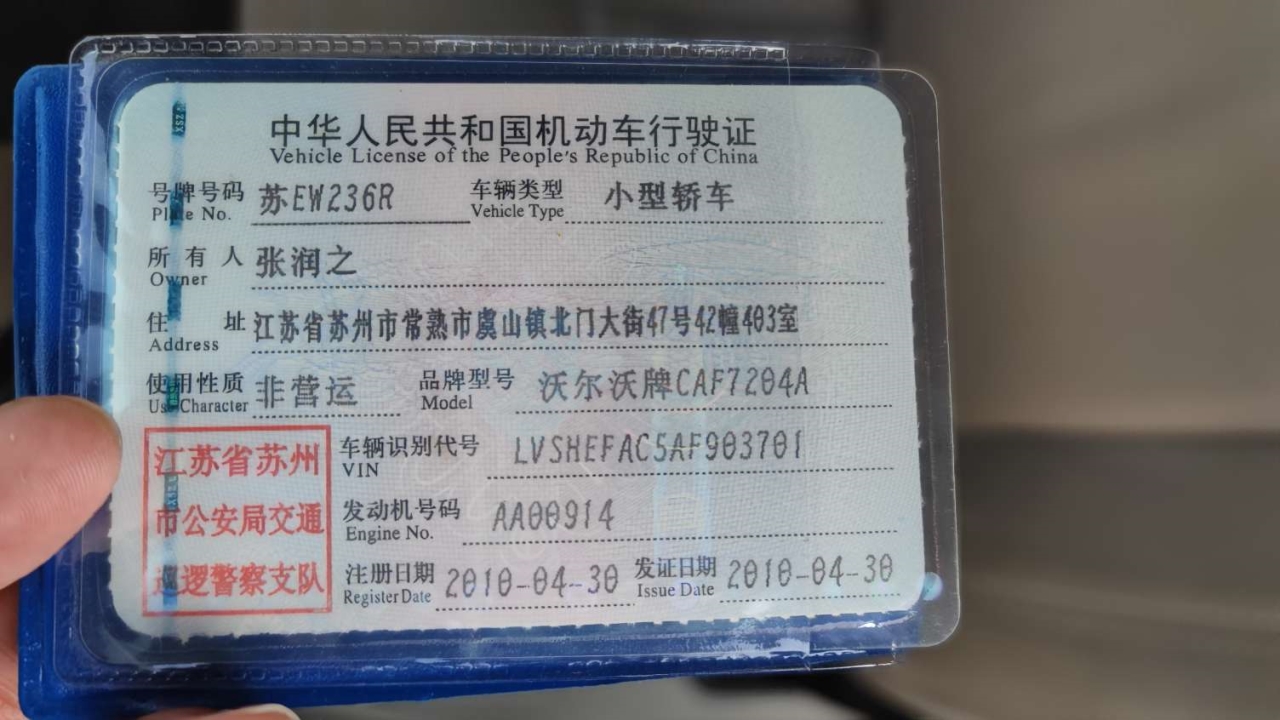 中华人民共和国机动车行驶证
Vehicle License of the People's Republic of China
号牌号码 苏EW236R 车辆类型 小型轿车
Plate No. Vehicle Type
所有人 张润之
Owner
住址 江苏省苏州市常熟市虞山镇北门大街47号42幢403室
Address
使用性质 非营运 品牌型号 沃尔沃牌CAF7204A
Use Character Model
江苏省苏州 车辆识别代号 LVSHEFAC5AF903701
VIN
市公安局交通 发动机号码 AA00914
Engine No.
巡逻警察支队 注册日期 2010-04-30 发证日期 2010-04-30
Register Date Issue Date